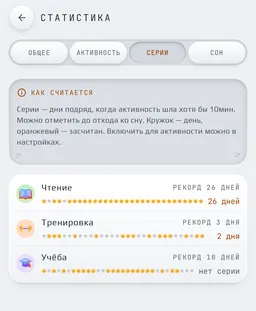 СТАТИСТИКА
ОБЩЕЕ
АКТИВНОСТЬ
СЕРИИ
СОН
КАК СЧИТАЕТСЯ
Серии — дни подряд, когда активность шла хотя бы 10мин.
Можно отметить до отхода ко сну. Кружок — день,
оранжевый — засчитан. Включить для активности можно в
настройках.
Чтение
РЕКОРД 26 ДНЕЙ
26 дней
Тренировка
РЕКОРД 3 ДНЯ
2 дня
Учёба
РЕКОРД 10 ДНЕЙ
нет серии